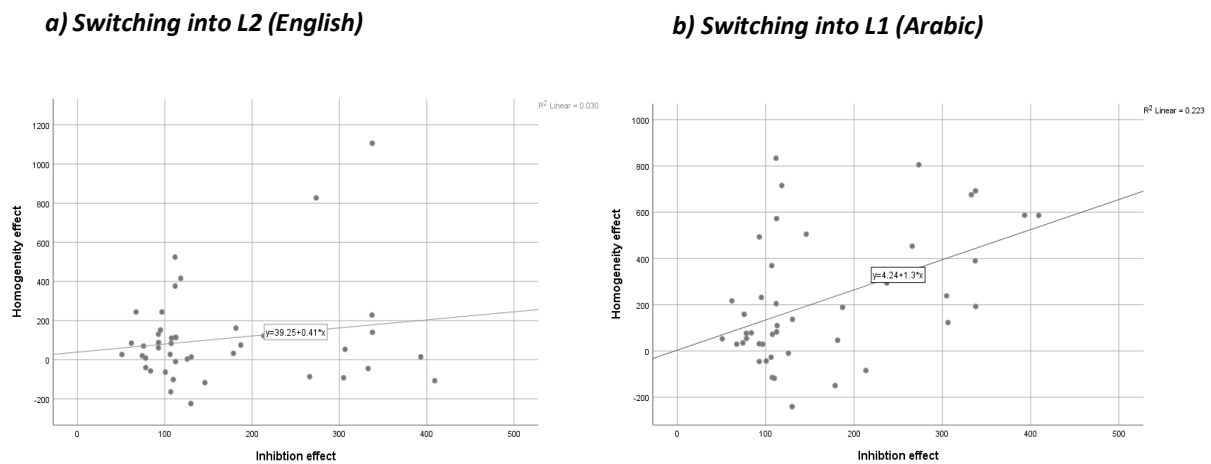 a) Switching into L2 (English)
b) Switching into L1 (Arabic)
R2 Linear = 0.030
1200
1000
800
600
400
200
0
-200
Homogeneity effect
y=39.25+0.41*x
0 100 200 300 400 500
Inhibtion effect
R2 Linear = 0.223
1000
800
600
400
200
0
-200
Homogeneity effect
y=4.24+1.3*x
0 100 200 300 400 500
Inhibtion effect